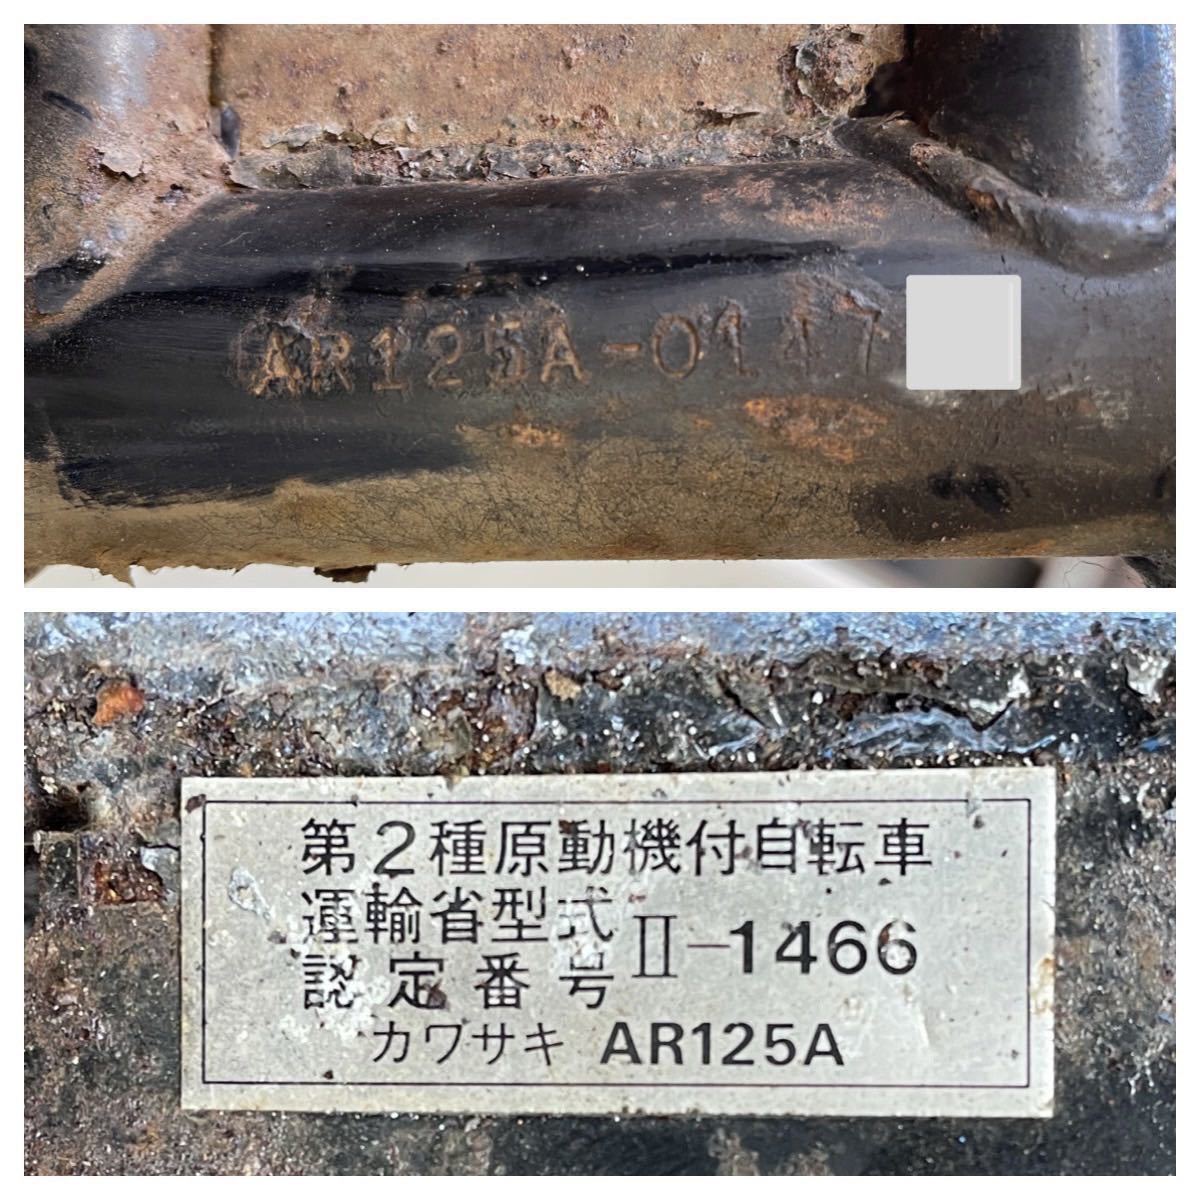 AR125A-0147
第2種原動機付自転車
運輸省型式
認定番号
II-1466
カワサキ AR125A